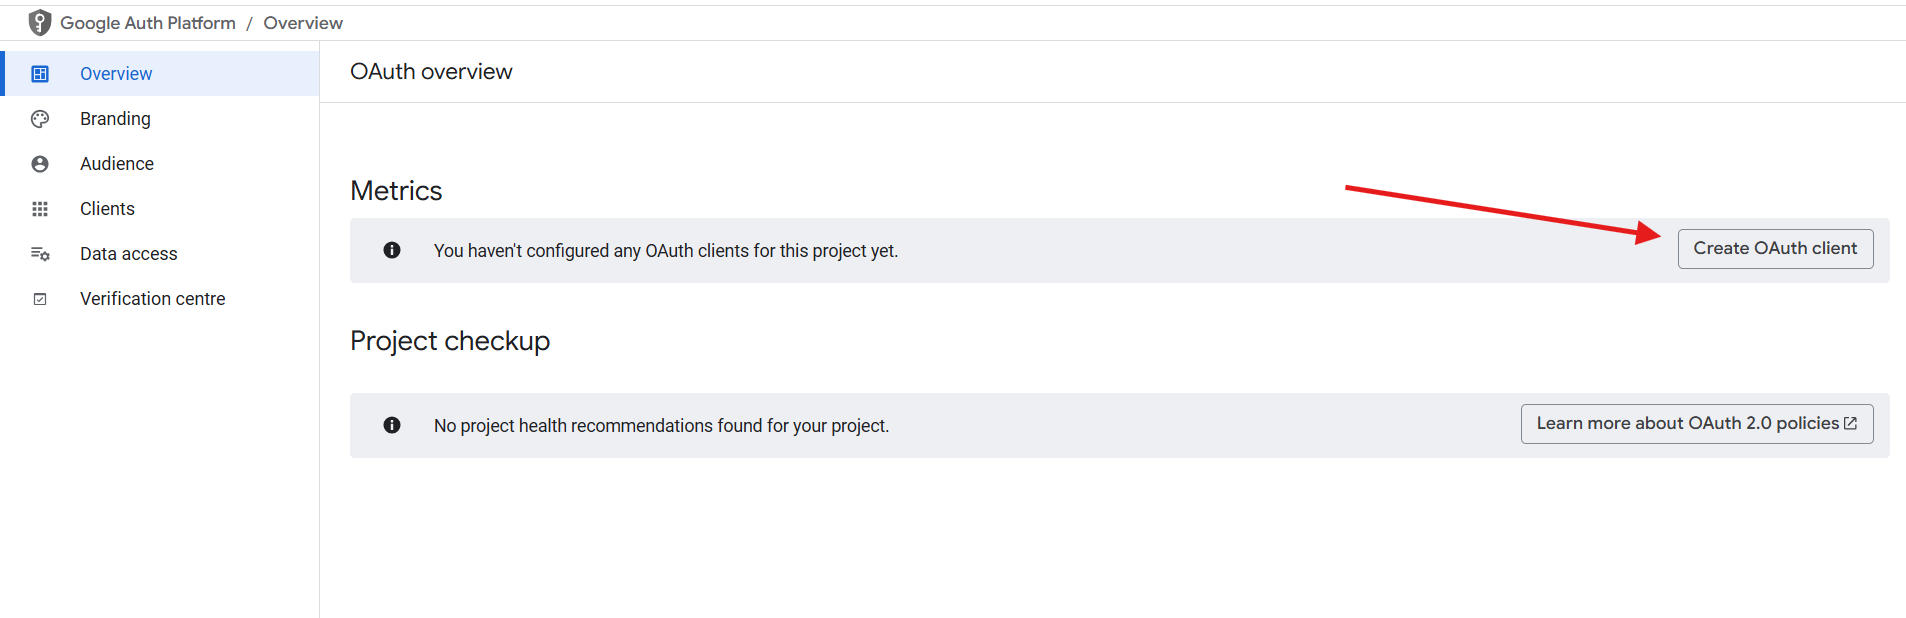 Google Auth Platform / Overview
Overview
Branding
Audience
Clients
Data access
Verification centre
OAuth overview
Metrics
You haven't configured any OAuth clients for this project yet.
Create OAuth client
Project checkup
No project health recommendations found for your project.
Learn more about OAuth 2.0 policies